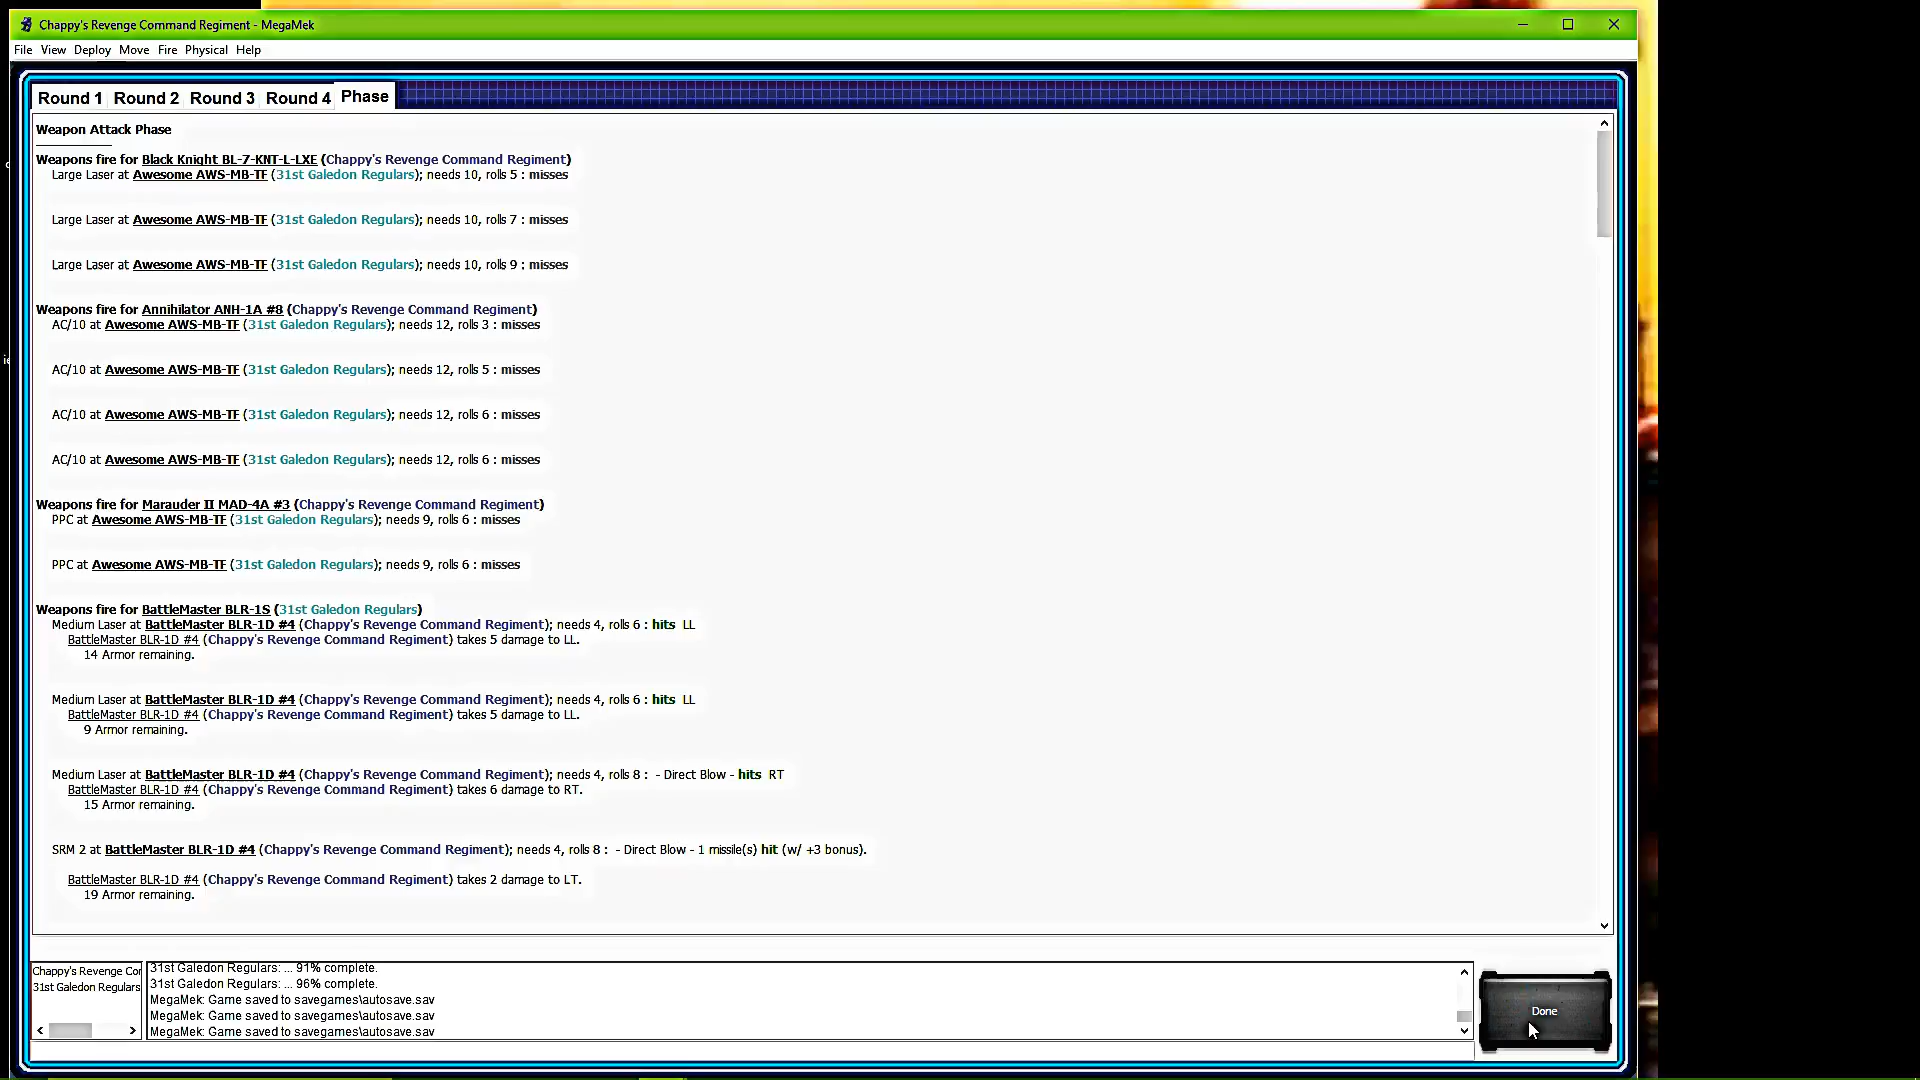 Chappy's Revenge Command Regiment - MegaMek
File View Deploy Move Fire Physical Help
Round 1 Round 2 Round 3 Round 4 Phase
Weapon Attack Phase
Weapons fire for Black Knight BL-7-KNT-L-LXE (Chappy's Revenge Command Regiment)
Large Laser at Awesome AWS-MB-TF (31st Galedon Regulars); needs 10, rolls 5 : misses
Large Laser at Awesome AWS-MB-TF (31st Galedon Regulars); needs 10, rolls 7 : misses
Large Laser at Awesome AWS-MB-TF (31st Galedon Regulars); needs 10, rolls 9 : misses
Weapons fire for Annihilator ANH-1A #8 (Chappy's Revenge Command Regiment)
AC/10 at Awesome AWS-MB-TF (31st Galedon Regulars); needs 12, rolls 3 : misses
AC/10 at Awesome AWS-MB-TF (31st Galedon Regulars); needs 12, rolls 5 : misses
AC/10 at Awesome AWS-MB-TF (31st Galedon Regulars); needs 12, rolls 6 : misses
AC/10 at Awesome AWS-MB-TF (31st Galedon Regulars); needs 12, rolls 6 : misses
Weapons fire for Marauder II MAD-4A #3 (Chappy's Revenge Command Regiment)
PPC at Awesome AWS-MB-TF (31st Galedon Regulars); needs 9, rolls 6 : misses
PPC at Awesome AWS-MB-TF (31st Galedon Regulars); needs 9, rolls 6 : misses
Weapons fire for BattleMaster BLR-1S (31st Galedon Regulars)
Medium Laser at BattleMaster BLR-1D #4 (Chappy's Revenge Command Regiment); needs 4, rolls 6 : hits LL
BattleMaster BLR-1D #4 (Chappy's Revenge Command Regiment) takes 5 damage to LL.
14 Armor remaining.
Medium Laser at BattleMaster BLR-1D #4 (Chappy's Revenge Command Regiment); needs 4, rolls 6 : hits LL
BattleMaster BLR-1D #4 (Chappy's Revenge Command Regiment) takes 5 damage to LL.
9 Armor remaining.
Medium Laser at BattleMaster BLR-1D #4 (Chappy's Revenge Command Regiment); needs 4, rolls 8 : - Direct Blow - hits RT
BattleMaster BLR-1D #4 (Chappy's Revenge Command Regiment) takes 6 damage to RT.
15 Armor remaining.
SRM 2 at BattleMaster BLR-1D #4 (Chappy's Revenge Command Regiment); needs 4, rolls 8 : - Direct Blow - 1 missile(s) hit (w/ +3 bonus).
BattleMaster BLR-1D #4 (Chappy's Revenge Command Regiment) takes 2 damage to LT.
19 Armor remaining.
Chappy's Revenge Cor
31st Galedon Regulars
31st Galedon Regulars: ... 91% complete.
31st Galedon Regulars: ... 96% complete.
MegaMek: Game saved to savegames\autosave.sav
MegaMek: Game saved to savegames\autosave.sav
MegaMek: Game saved to savegames\autosave.sav
Done